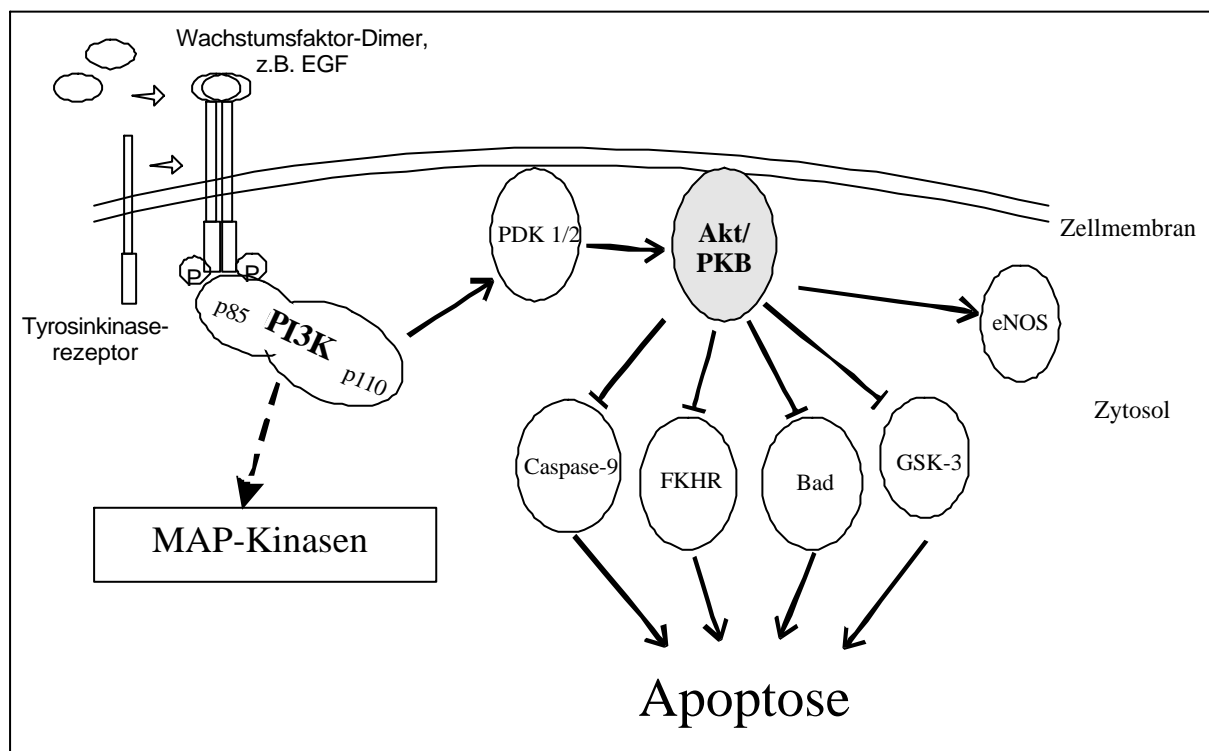 Wachstumsfaktor-Dimer,
z.B. EGF
PDK 1/2
Akt/
PKB
Zellmembran
P
P
Tyrosinkinase-
rezeptor
p85
PI3K
p110
eNOS
Zytosol
Caspase-9
FKHR
Bad
GSK-3
MAP-Kinasen
Apoptose